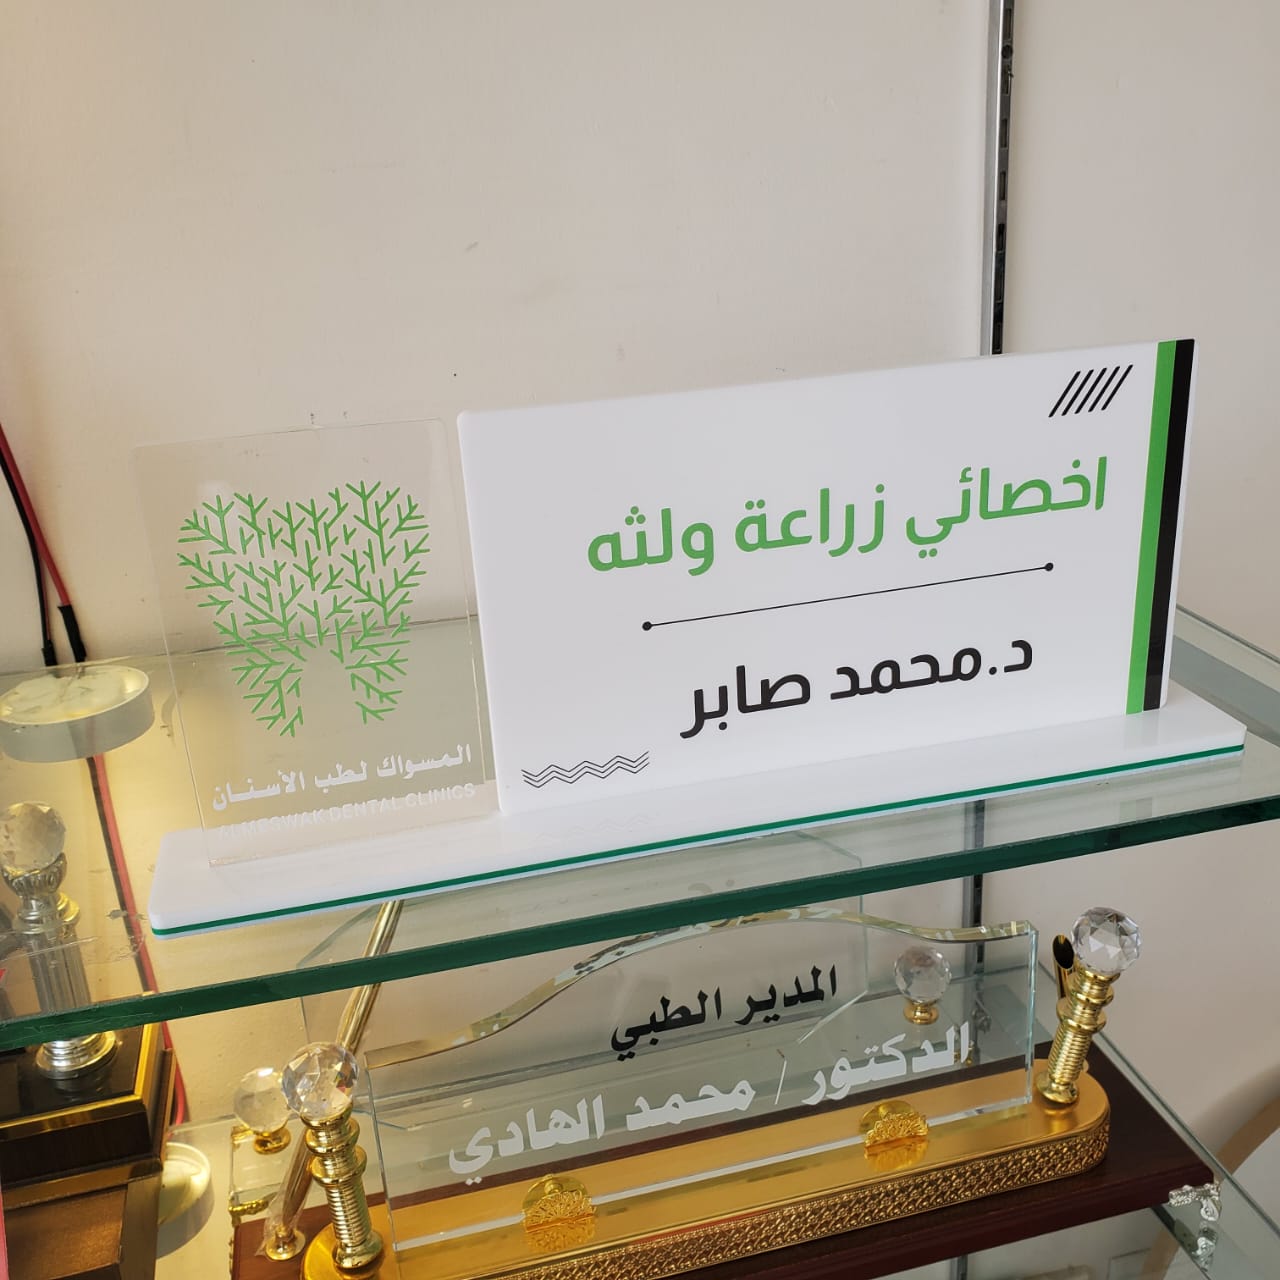 اخصائي زراعة ولثه
د.محمد صابر
المسواك لطب الأسنان
ALMESWAK DENTAL CLINICS
المدير الطبي
الدكتور / محمد الهادي